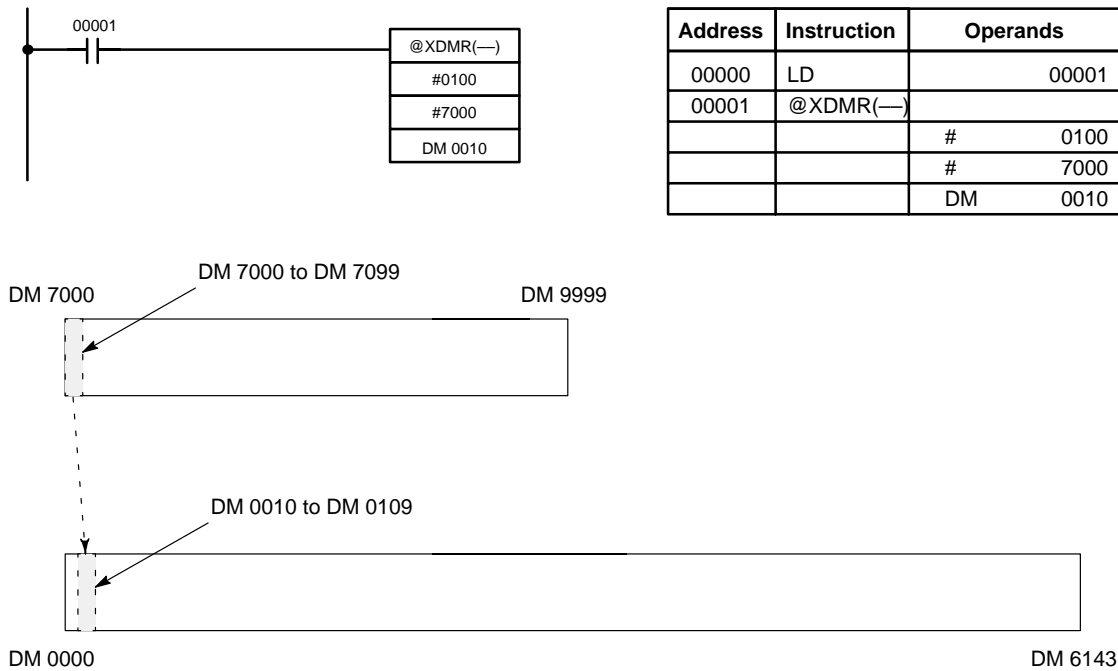 00001
@XDMR(––)
#0100
#7000
DM 0010
Address Instruction Operands
00000 LD 00001
00001 @XDMR(––)
# 0100
# 7000
DM 0010
DM 7000 to DM 7099
DM 7000 DM 9999
DM 0010 to DM 0109
DM 0000 DM 6143